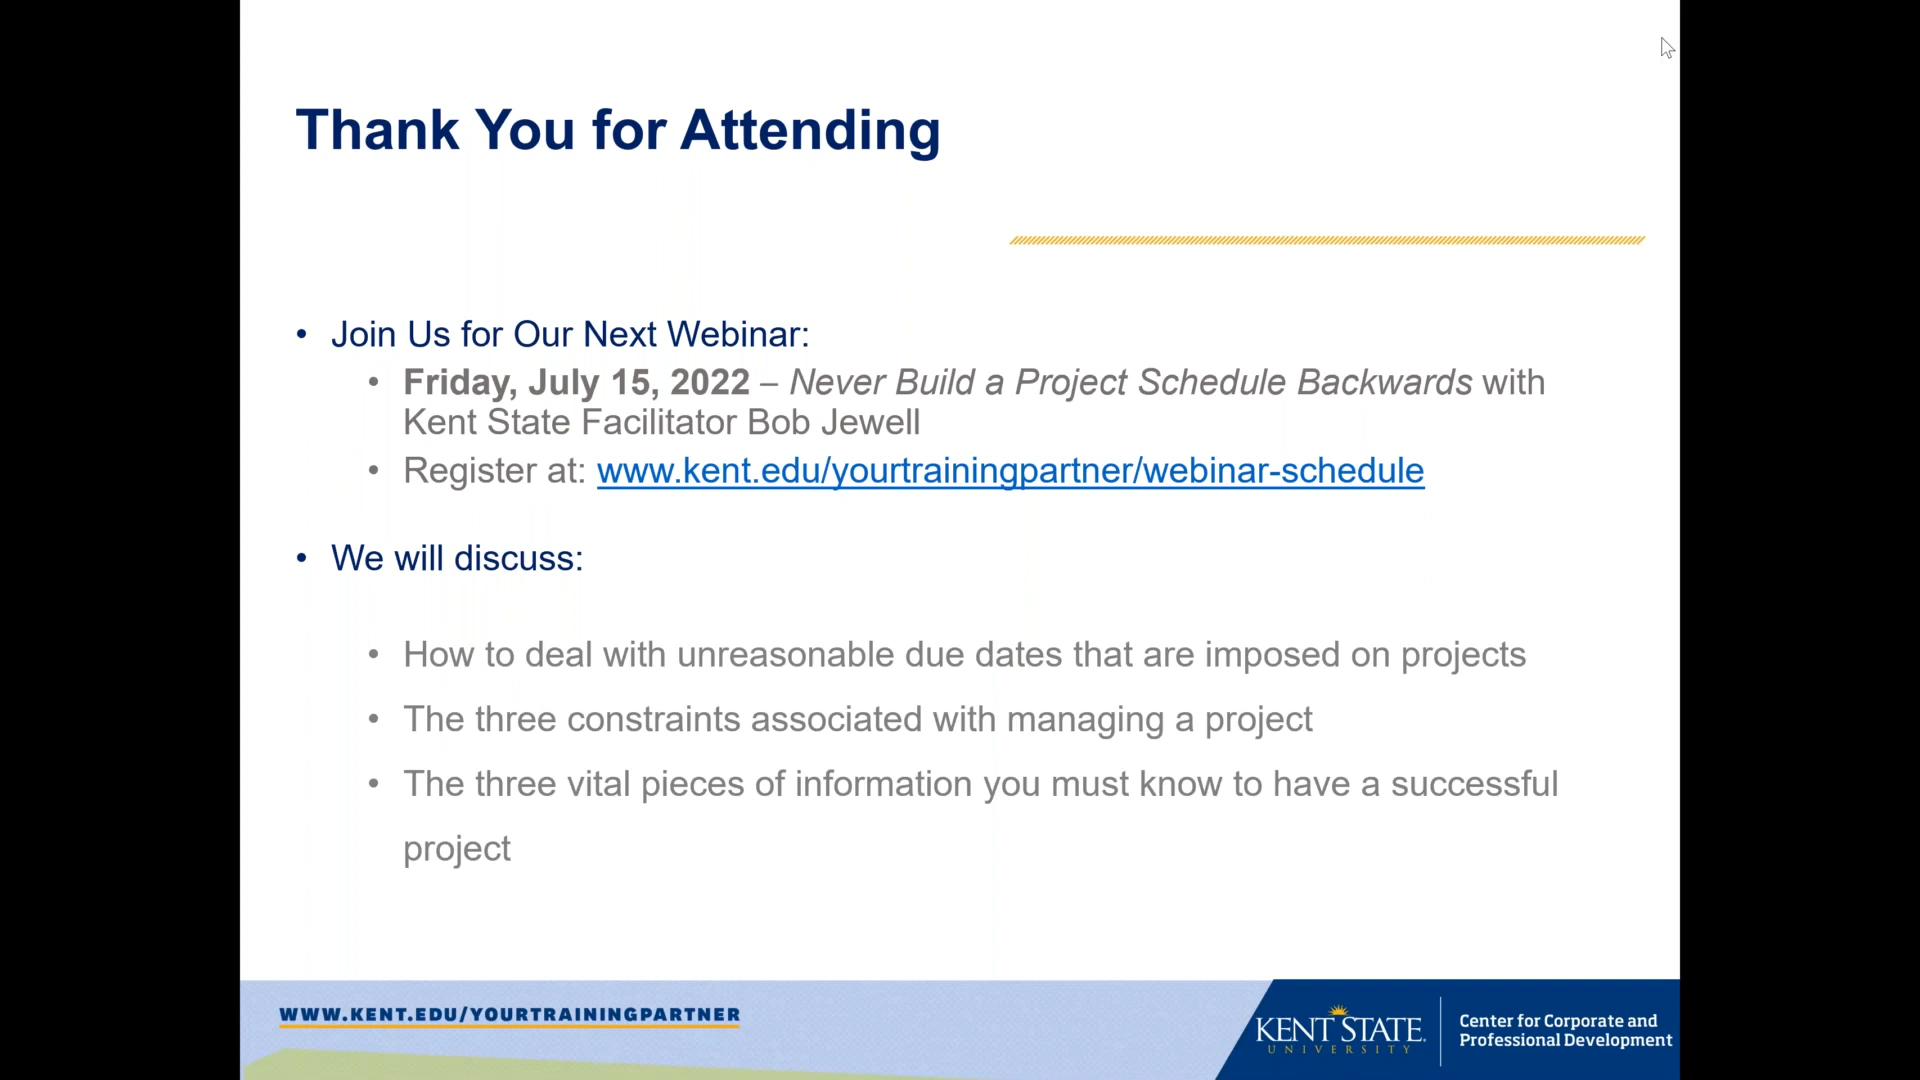 Thank You for Attending
• Join Us for Our Next Webinar:
• Friday, July 15, 2022 – Never Build a Project Schedule Backwards with
Kent State Facilitator Bob Jewell
• Register at: www.kent.edu/yourtrainingpartner/webinar-schedule
• We will discuss:
• How to deal with unreasonable due dates that are imposed on projects
• The three constraints associated with managing a project
• The three vital pieces of information you must know to have a successful
project
WWW.KENT.EDU/YOURTRAININGPARTNER
KENT STATE
UNIVERSITY
Center for Corporate and
Professional Development